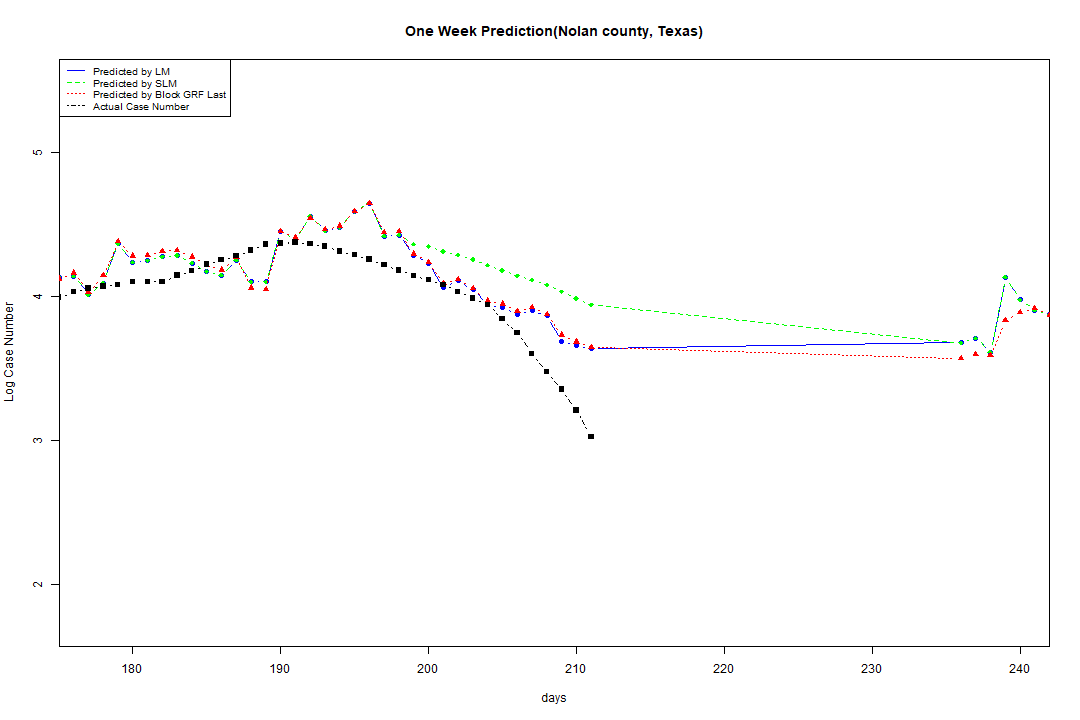 One Week Prediction(Nolan county, Texas)
Predicted by LM
Predicted by SLM
Predicted by Block GRF Last
Actual Case Number
5
4
3
2
Log Case Number
180 190 200 210 220 230 240
days